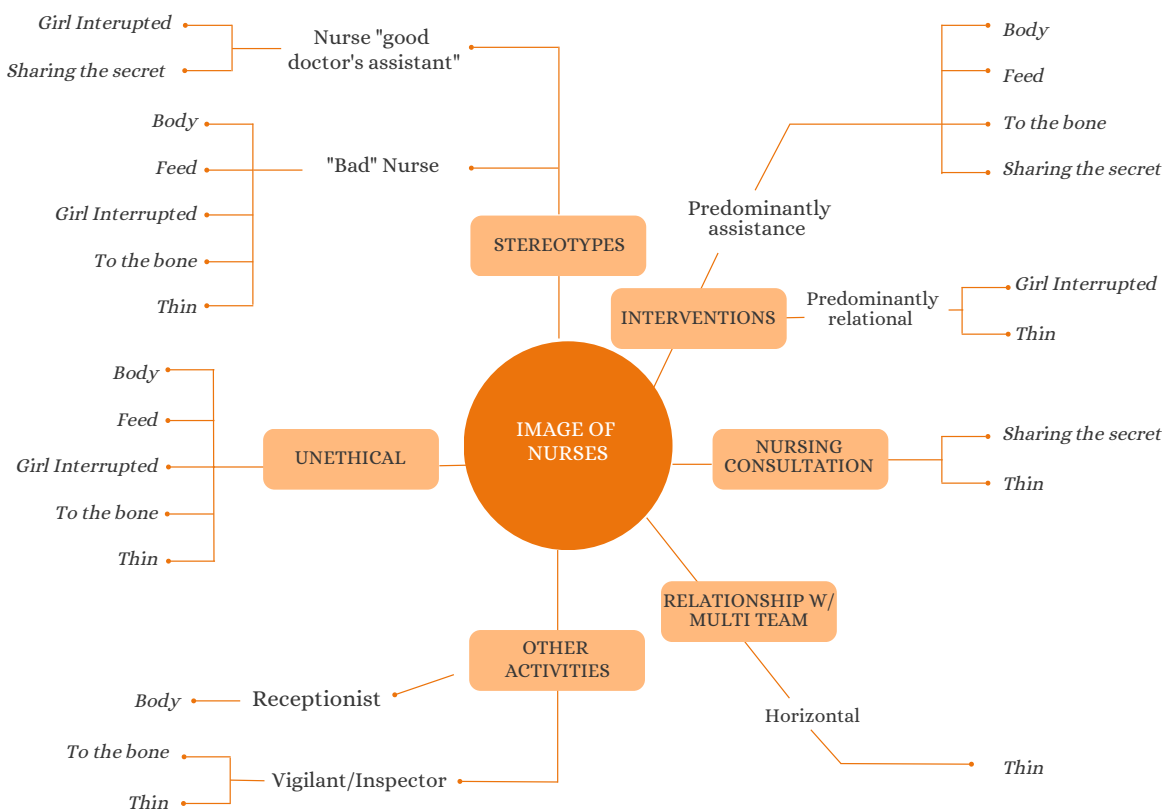 Girl Interupted
Sharing the secret
Nurse "good
doctor's assistant"
Body
Feed
Girl Interrupted
To the bone
Thin
"Bad" Nurse
STEREOTYPES
Body
Feed
To the bone
Sharing the secret
Predominantly
assistance
INTERVENTIONS
Predominantly
relational
Girl Interrupted
Thin
IMAGE OF
NURSES
Body
Feed
Girl Interrupted
To the bone
Thin
UNETHICAL
NURSING
CONSULTATION
Sharing the secret
Thin
RELATIONSHIP W/
MULTI TEAM
Horizontal
Thin
OTHER
ACTIVITIES
Receptionist
Body
Vigilant/Inspector
To the bone
Thin